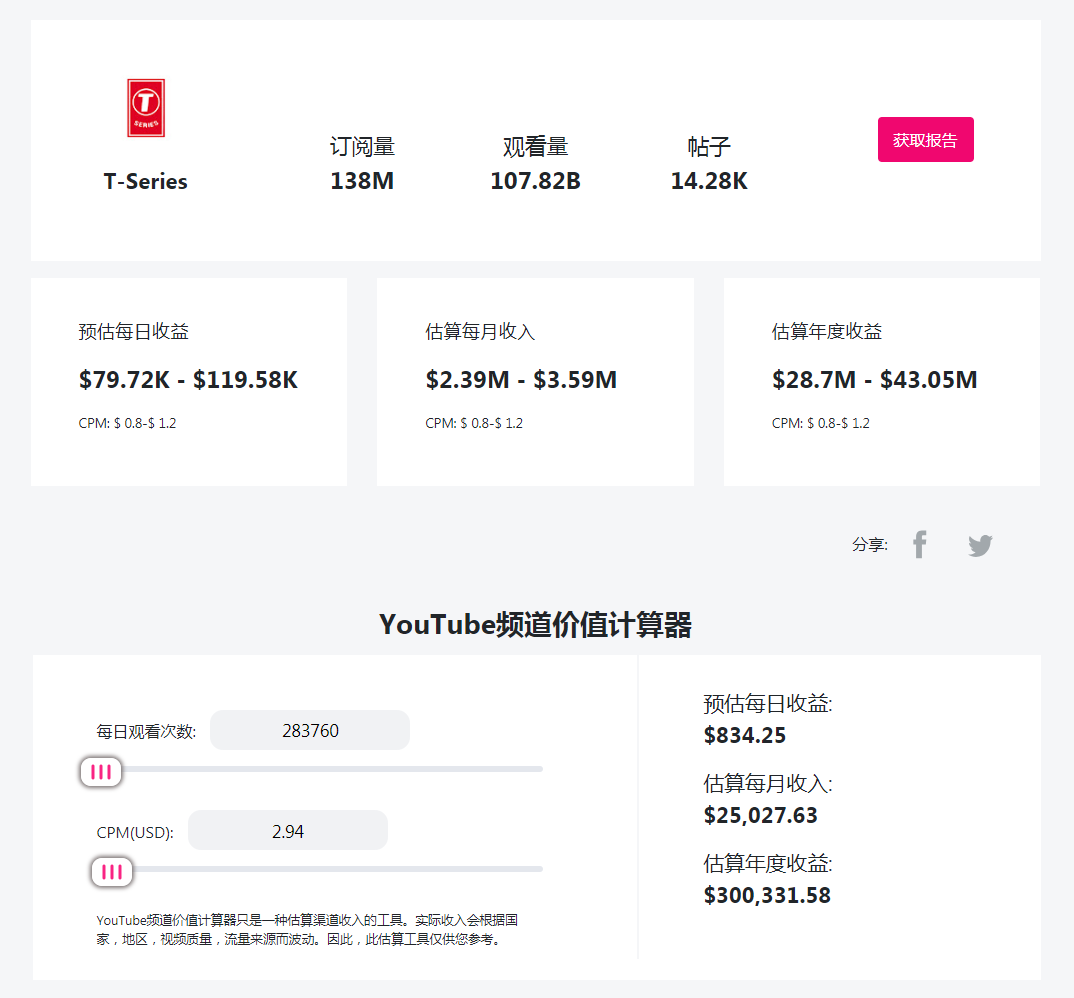 T
SERIES
T-Series
订阅量
138M
观看量
107.82B
帖子
14.28K
获取报告
预估每日收益
$79.72K - $119.58K
CPM: $ 0.8-$ 1.2
估算每月收入
$2.39M - $3.59M
CPM: $ 0.8-$ 1.2
估算年度收益
$28.7M - $43.05M
CPM: $ 0.8-$ 1.2
分享:
YouTube频道价值计算器
每日观看次数:
283760
CPM(USD):
2.94
YouTube频道价值计算器只是一种估算渠道收入的工具。实际收入会根据国
家，地区，视频质量，流量来源而波动。因此，此估算工具仅供您参考。
预估每日收益:
$834.25
估算每月收入:
$25,027.63
估算年度收益:
$300,331.58